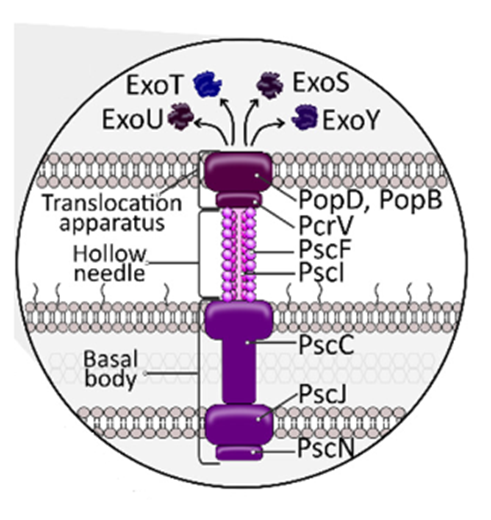 ExoT ExoS
ExoU ExoY
Translocation
apparatus
PopD, PopB
PcrV
Hollow
needle
PscF
PscI
PscC
Basal
body
PscJ
PscN